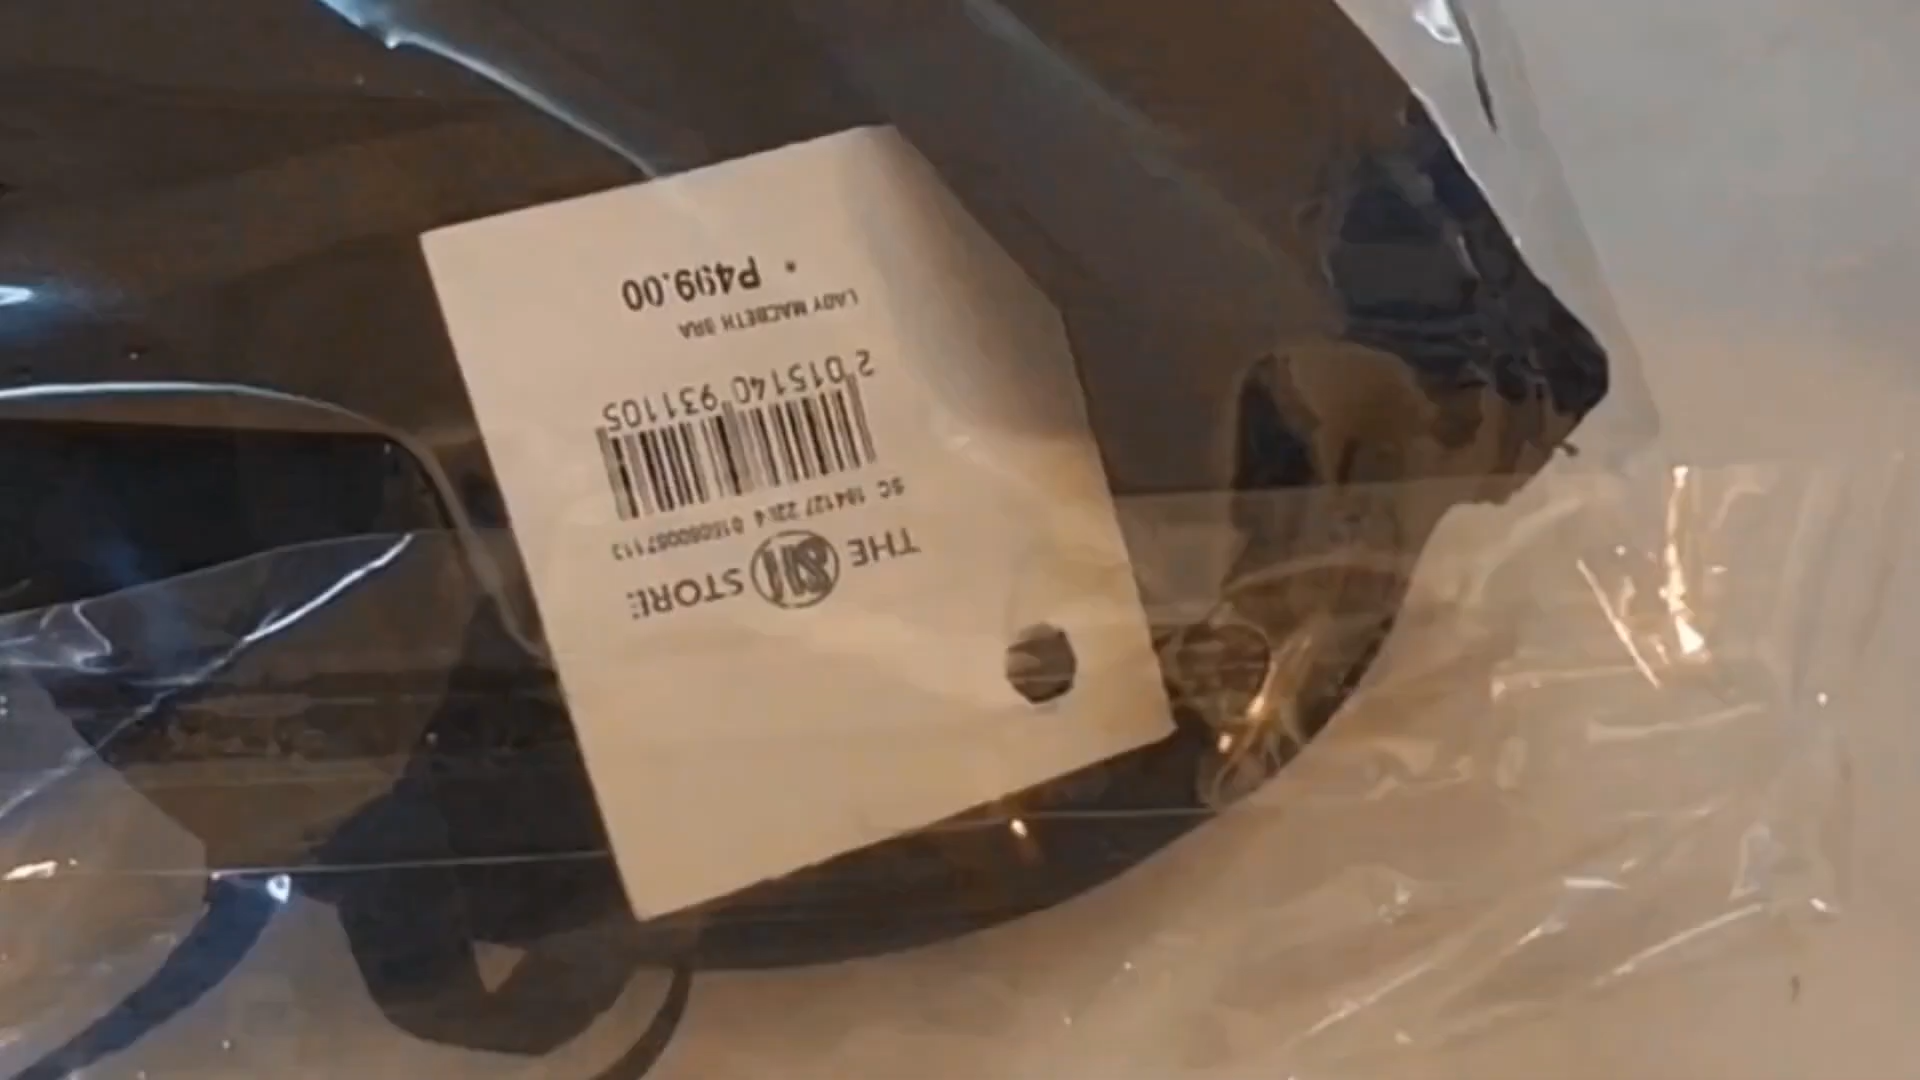 THE SM STORE
2 015140 931105
LADY MACBETH BRA
* P499.00